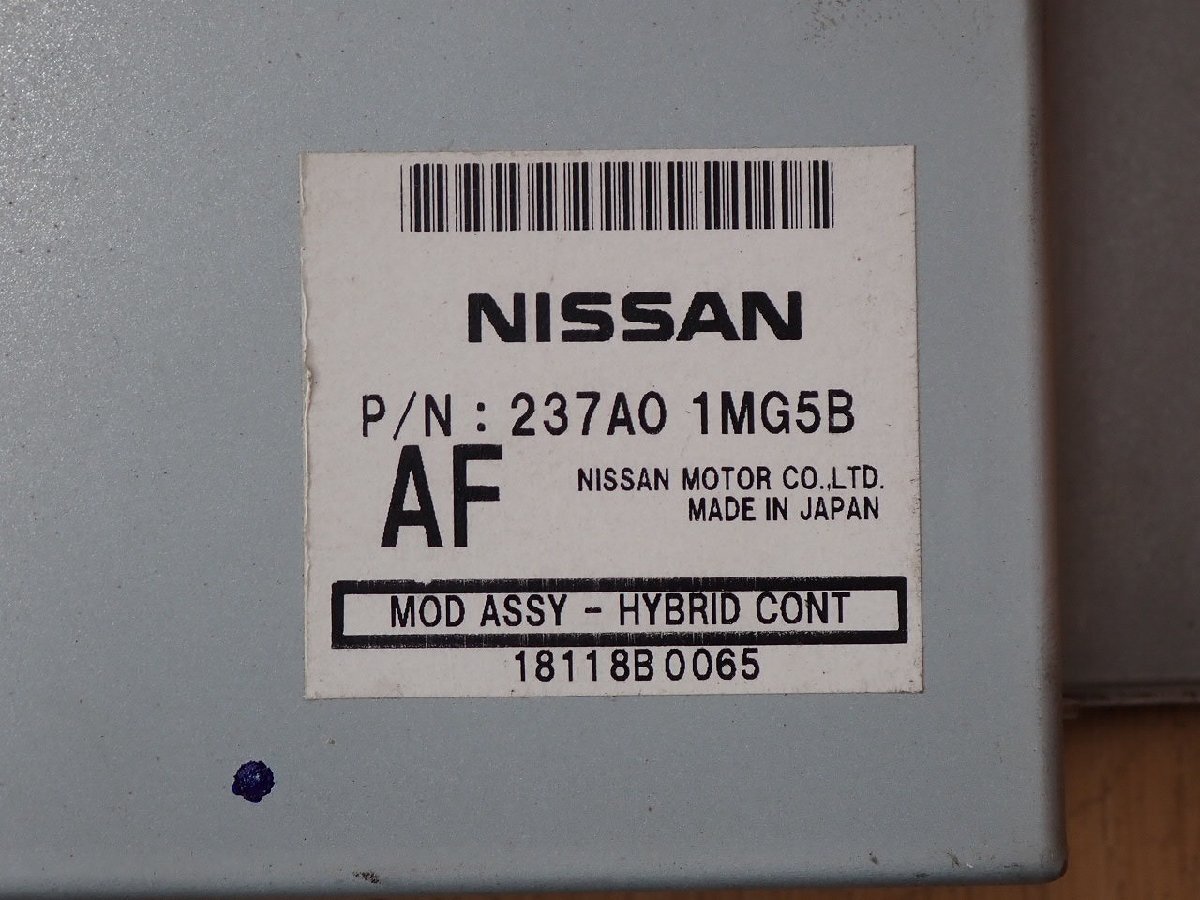 NISSAN
P/N : 237A0 1MG5B
AF
NISSAN MOTOR CO.,LTD.
MADE IN JAPAN
MOD ASSY - HYBRID CONT
18118B0065